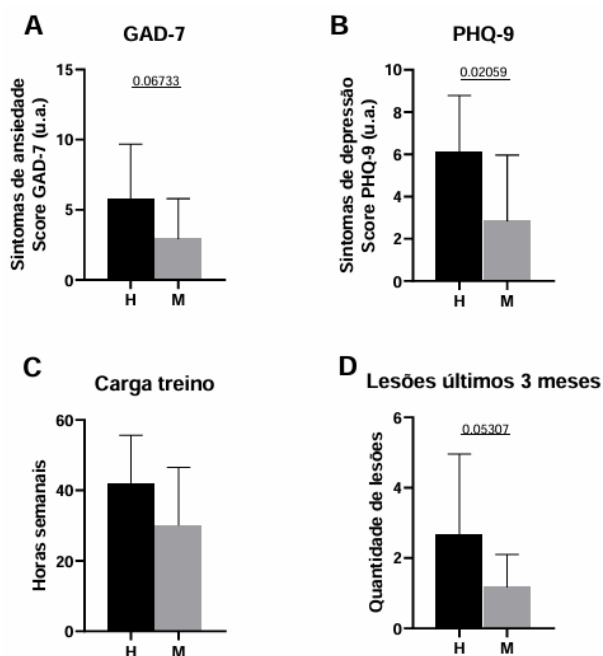 A
GAD-7
Sintomas de ansiedade
Score GAD-7 (u.a.)
15
10
5
0
0.06733
H
M
B
PHQ-9
Sintomas de depressão
Score PHQ-9 (u.a.)
10
8
6
4
2
0
0.02059
H
M
C
Carga treino
Horas semanais
60
40
20
0
H
M
D
Lesões últimos 3 meses
Quantidade de lesões
6
4
2
0
0.05307
H
M